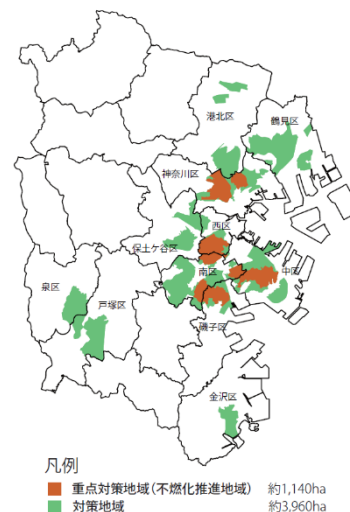 港北区
鶴見区
神奈川区
西区
保土ケ谷区
南区
中区
泉区
戸塚区
磯子区
金沢区
凡例
重点対策地域(不燃化推進地域) 約1,140ha
対策地域 約3,960ha